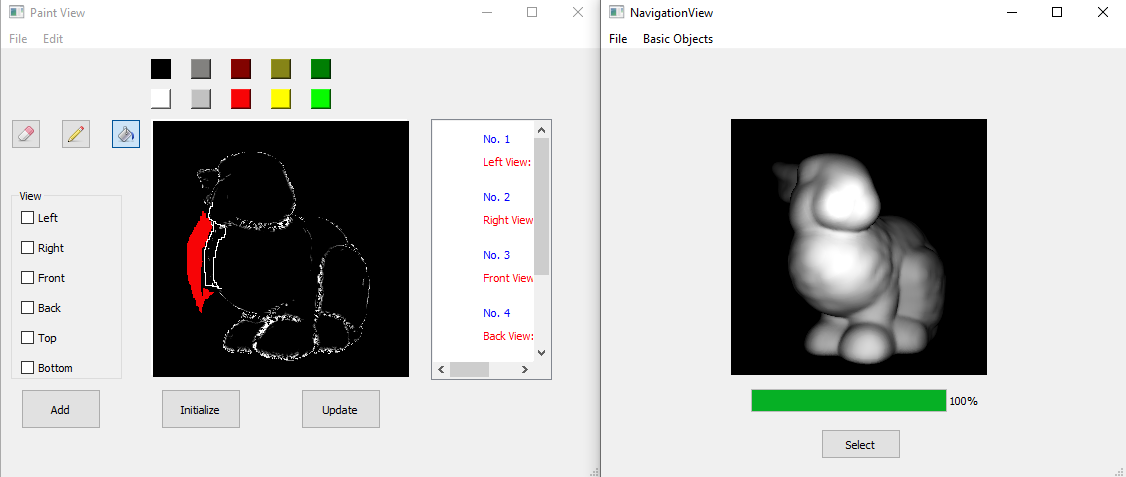 Paint View
File Edit
View
Left
Right
Front
Back
Top
Bottom
Add
Initialize
Update
No. 1
Left View:
No. 2
Right View
No. 3
Front View
No. 4
Back View:
NavigationView
File Basic Objects
100%
Select